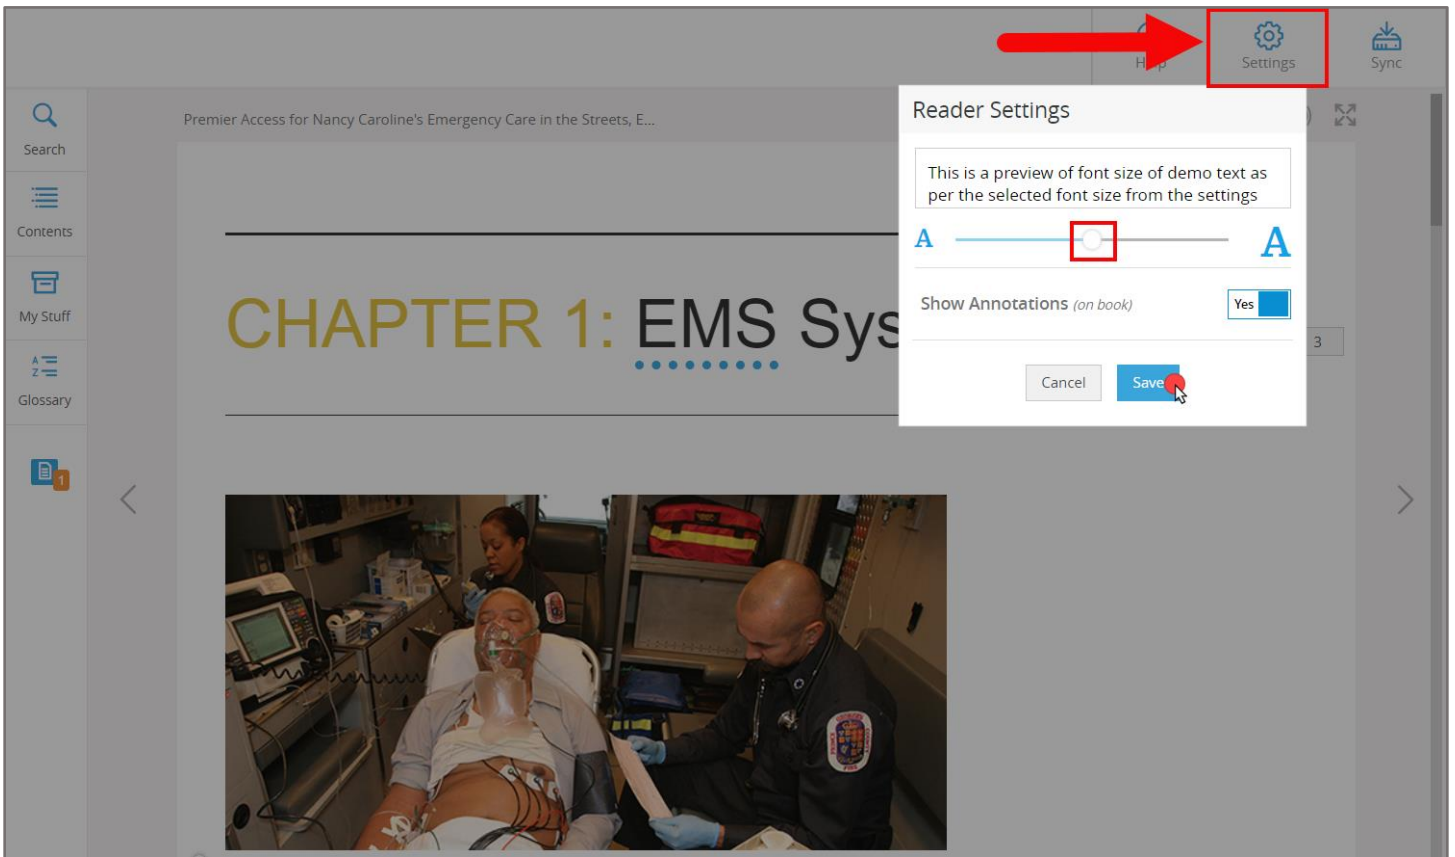 Help
Settings
Sync
Search
Contents
My Stuff
A
Z
Glossary
1
Premier Access for Nancy Caroline's Emergency Care in the Streets, E...
Reader Settings
This is a preview of font size of demo text as
per the selected font size from the settings
A
A
Show Annotations (on book)
Yes
Cancel
Save
CHAPTER 1: EMS Sys
3